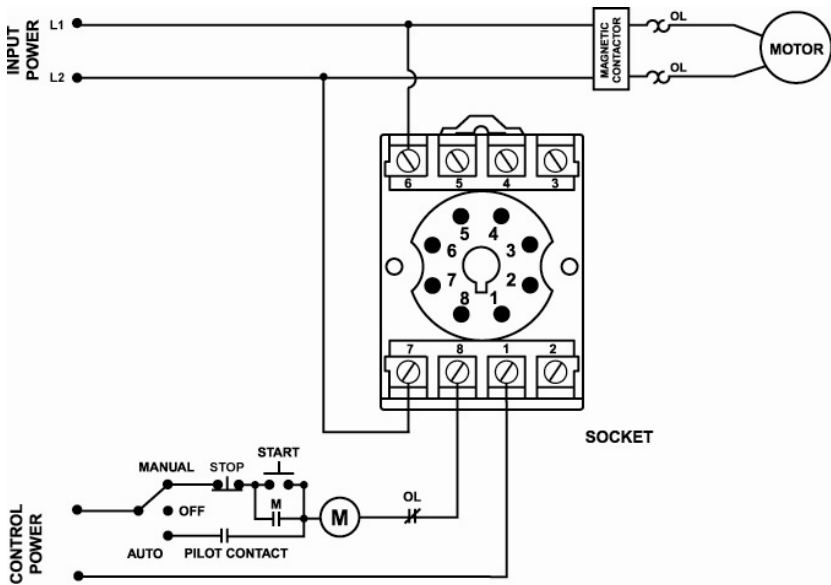 INPUT
POWER
L1
L2
MAGNETIC
CONTACTOR
OL
OL
MOTOR
6 5 4 3
5 4
6 3
7 2
8 1
7 8 1 2
SOCKET
MANUAL STOP START
OFF
M
AUTO PILOT CONTACT
M
OL
CONTROL
POWER